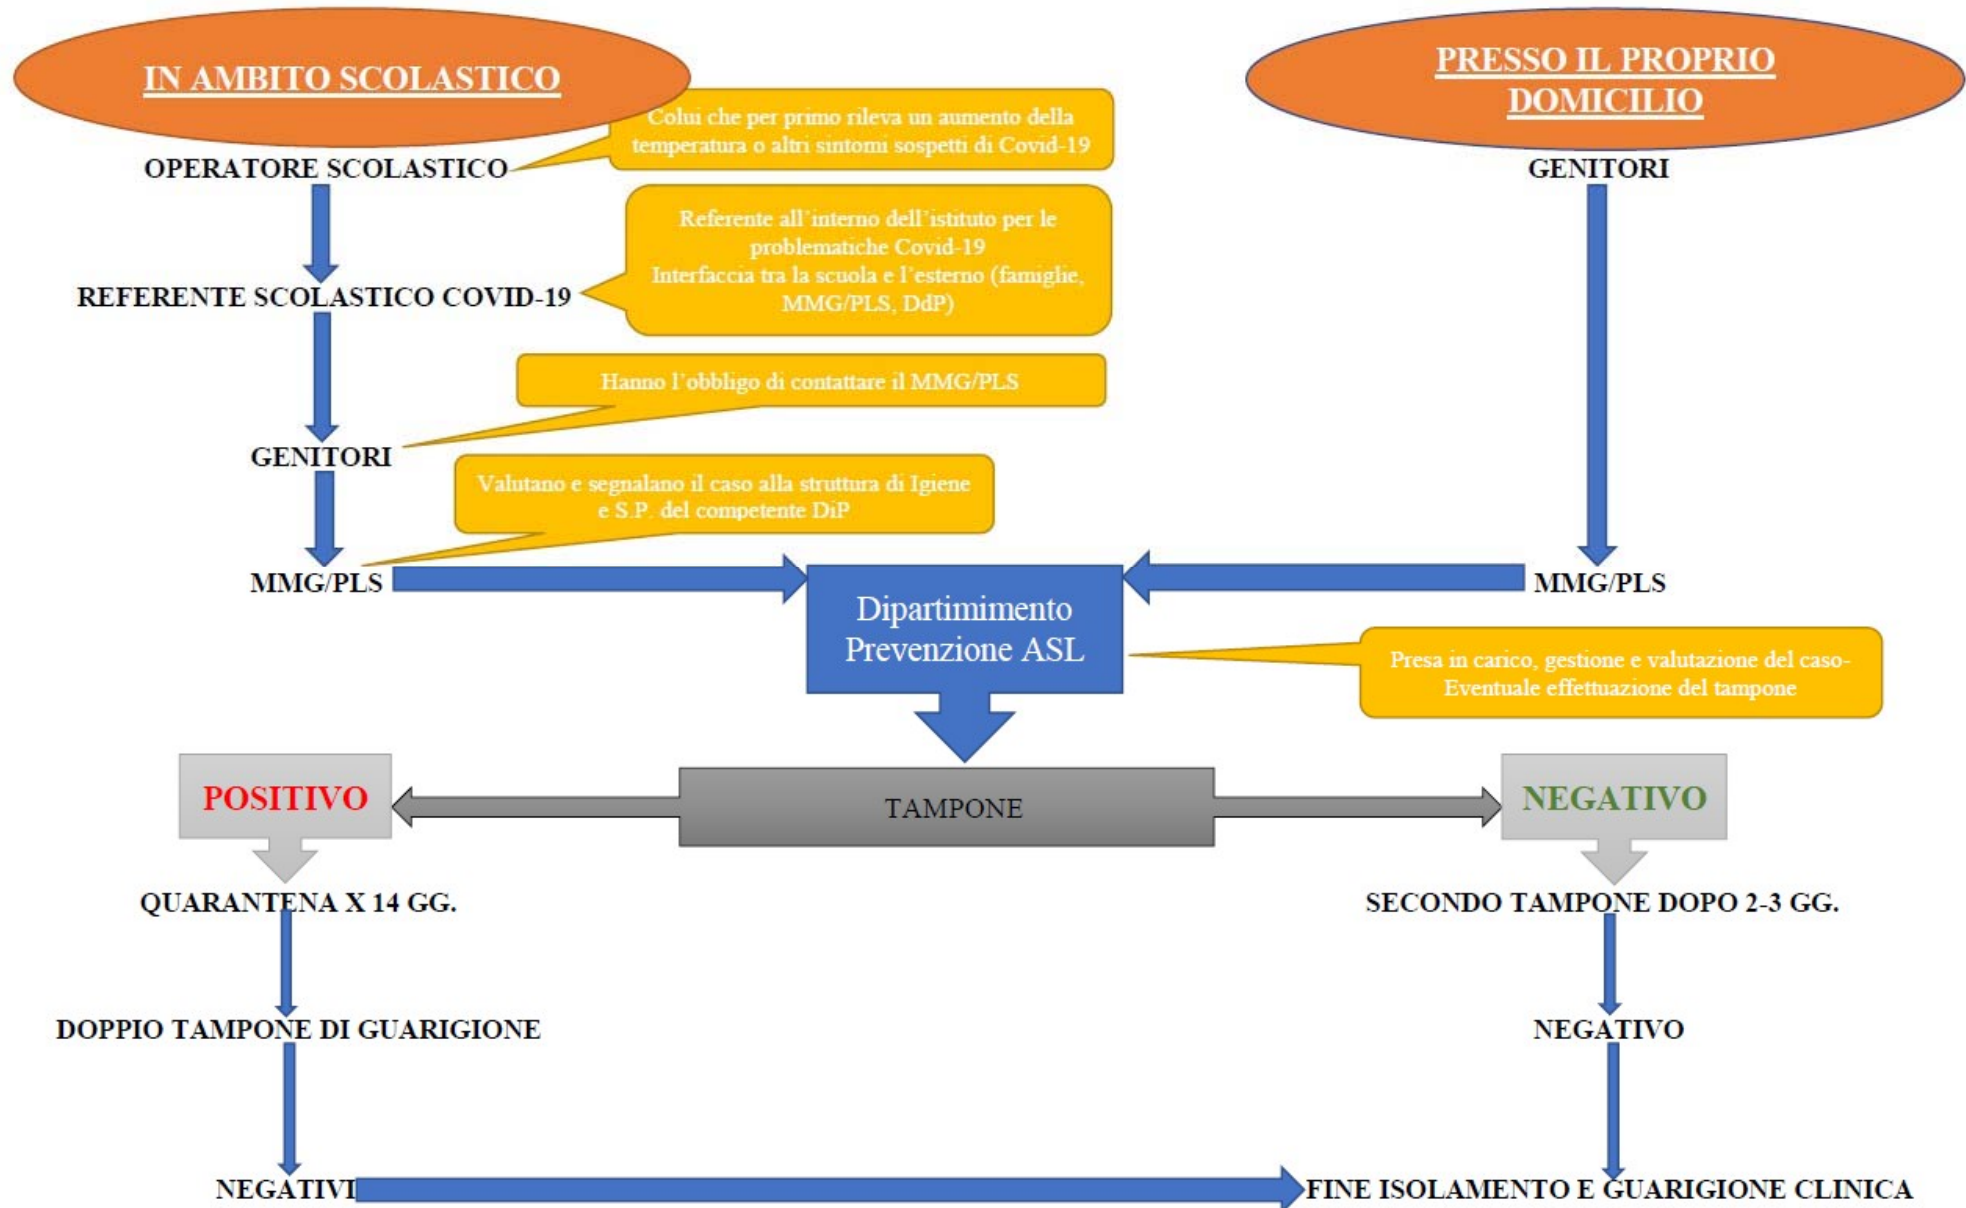 IN AMBITO SCOLASTICO
PRESSO IL PROPRIO
DOMICILIO
Colui che per primo rileva un aumento della
temperatura o altri sintomi sospetti di Covid-19
OPERATORE SCOLASTICO
GENITORI
Referente all'interno dell'istituto per le
problematiche Covid-19
Interfaccia tra la scuola e l'esterno (famiglie,
MMG/PLS, DdP)
REFERENTE SCOLASTICO COVID-19
Hanno l'obbligo di contattare il MMG/PLS
GENITORI
Valutano e segnalano il caso alla struttura di Igiene
e S.P. del competente DiP
MMG/PLS
MMG/PLS
Dipartimimento
Prevenzione ASL
Presa in carico, gestione e valutazione del caso-
Eventuale effettuazione del tampone
POSITIVO
TAMPONE
NEGATIVO
QUARANTENA X 14 GG.
SECONDO TAMPONE DOPO 2-3 GG.
DOPPIO TAMPONE DI GUARIGIONE
NEGATIVO
NEGATIVI
FINE ISOLAMENTO E GUARIGIONE CLINICA